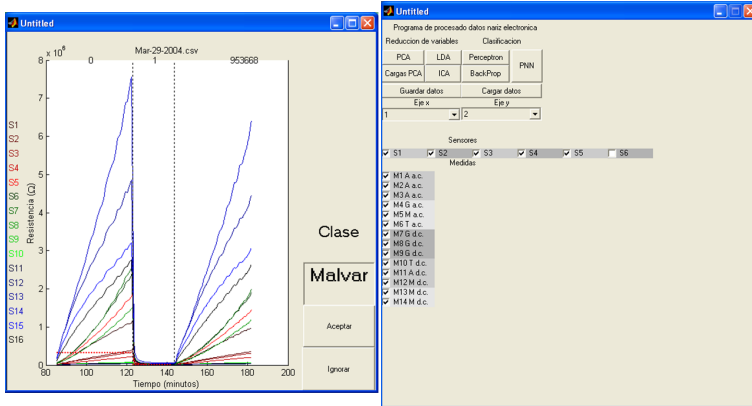 Untitled
Mar-29-2004.csv
x 10⁶
0 1 953668
8
7
6
5
4
3
2
1
0
80 100 120 140 160 180 200
Resistencia (Ω)
Tiempo (minutos)
S1
S2
S3
S4
S5
S6
S7
S8
S9
S10
S11
S12
S13
S14
S15
S16
Clase
Malvar
Aceptar
Ignorar
Untitled
Programa de procesado datos nariz electronica
Reduccion de variables Clasificacion
PCA LDA Perceptron PNN
Cargas PCA ICA BackProp
Guardar datos Cargar datos
Eje x Eje y
1 2
Sensores
S1 S2 S3 S4 S5 S6
Medidas
M1 A a.c.
M2 A a.c.
M3 A a.c.
M4 G a.c.
M5 M a.c.
M6 T a.c.
M7 G d.c.
M8 G d.c.
M9 G d.c.
M10 T d.c.
M11 A d.c.
M12 M d.c.
M13 M d.c.
M14 M d.c.